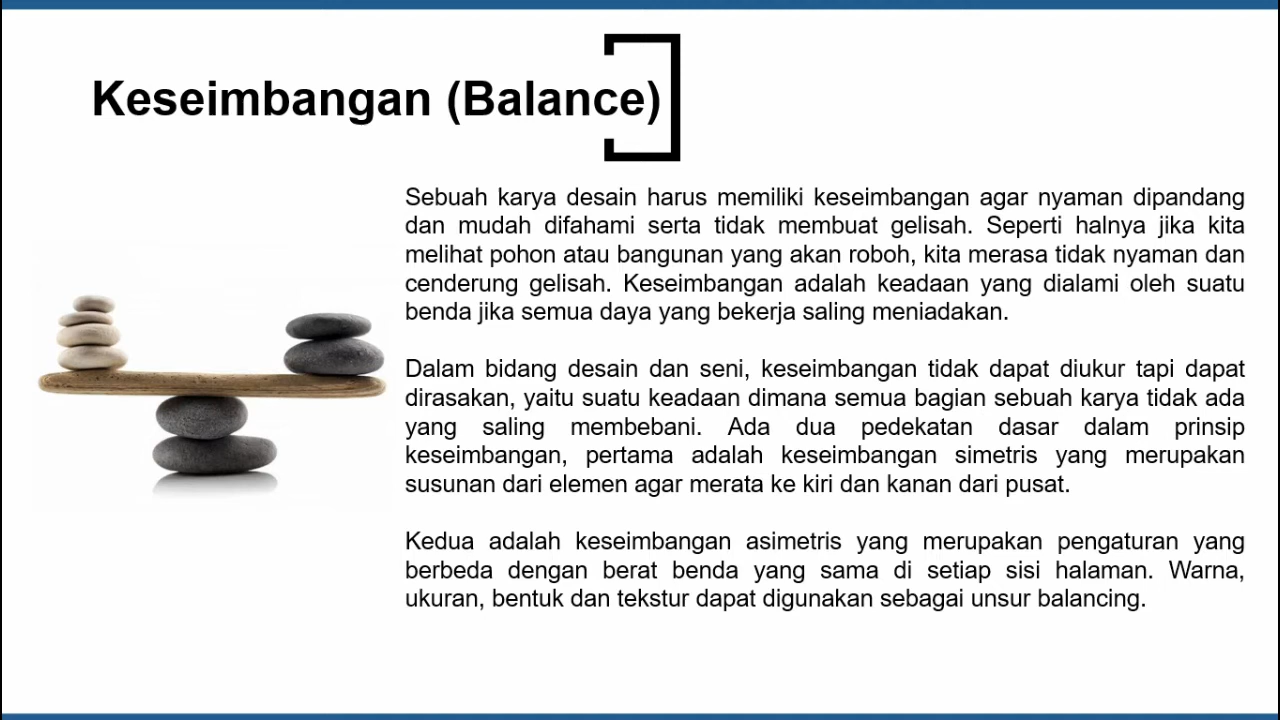 Keseimbangan (Balance)
Sebuah karya desain harus memiliki keseimbangan agar nyaman dipandang
dan mudah difahami serta tidak membuat gelisah. Seperti halnya jika kita
melihat pohon atau bangunan yang akan roboh, kita merasa tidak nyaman dan
cenderung gelisah. Keseimbangan adalah keadaan yang dialami oleh suatu
benda jika semua daya yang bekerja saling meniadakan.
Dalam bidang desain dan seni, keseimbangan tidak dapat diukur tapi dapat
dirasakan, yaitu suatu keadaan dimana semua bagian sebuah karya tidak ada
yang saling membebani. Ada dua pedekatan dasar dalam prinsip
keseimbangan, pertama adalah keseimbangan simetris yang merupakan
susunan dari elemen agar merata ke kiri dan kanan dari pusat.
Kedua adalah keseimbangan asimetris yang merupakan pengaturan yang
berbeda dengan berat benda yang sama di setiap sisi halaman. Warna,
ukuran, bentuk dan tekstur dapat digunakan sebagai unsur balancing.